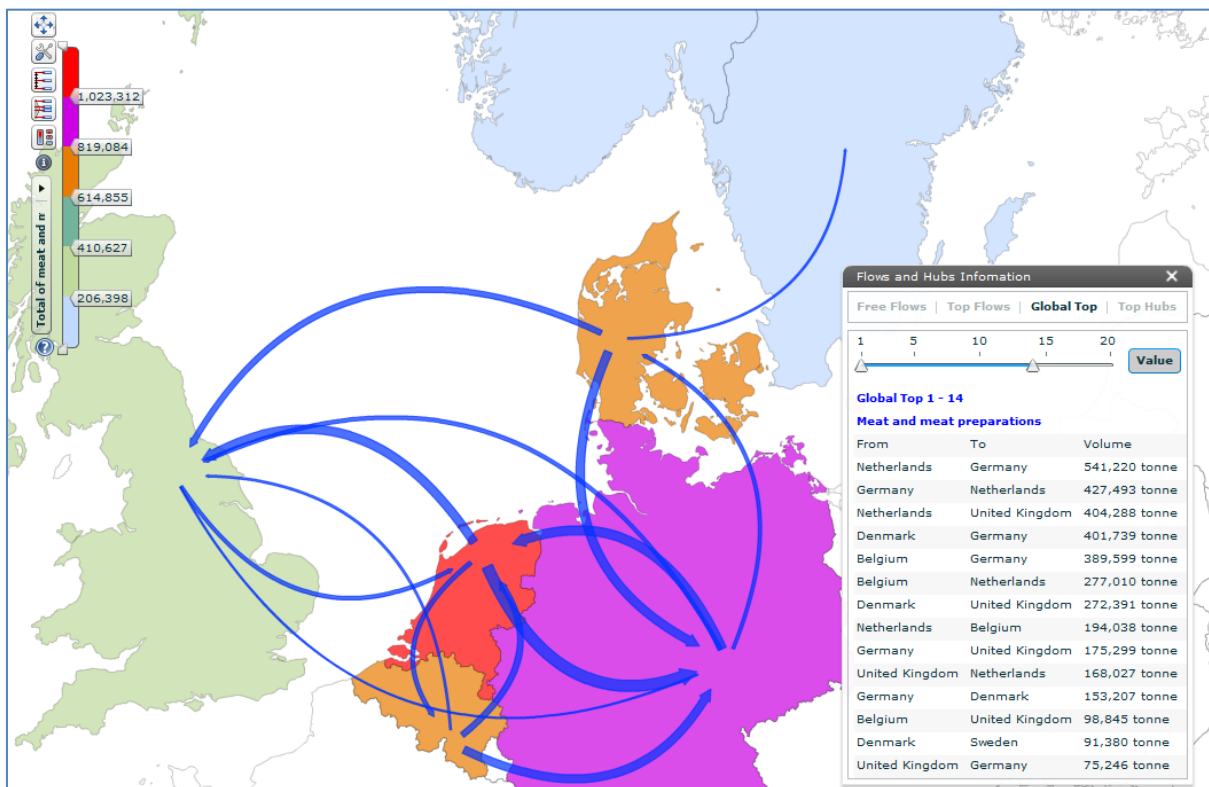 1,023,312
819,084
614,855
410,627
206,398
Total of meat and
Flows and Hubs Infomation
Free Flows | Top Flows | Global Top | Top Hubs
1 5 10 15 20
Value
Global Top 1 - 14
Meat and meat preparations
From To Volume
Netherlands Germany 541,220 tonne
Germany Netherlands 427,493 tonne
Netherlands United Kingdom 404,288 tonne
Denmark Germany 401,739 tonne
Belgium Germany 389,599 tonne
Belgium Netherlands 277,010 tonne
Denmark United Kingdom 272,391 tonne
Netherlands Belgium 194,038 tonne
Germany United Kingdom 175,299 tonne
United Kingdom Netherlands 168,027 tonne
Germany Denmark 153,207 tonne
Belgium United Kingdom 98,845 tonne
Denmark Sweden 91,380 tonne
United Kingdom Germany 75,246 tonne